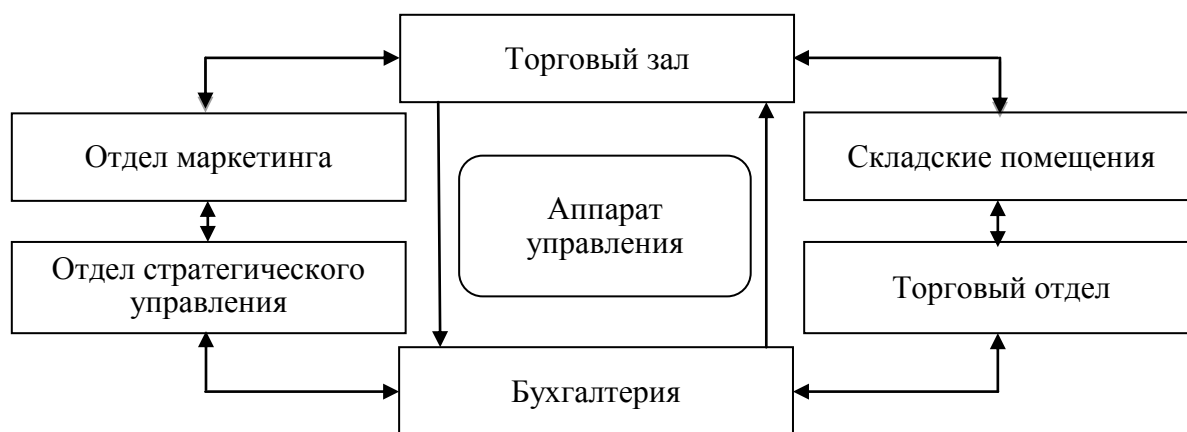 Торговый зал
Отдел маркетинга
Складские помещения
Аппарат
управления
Отдел стратегического
управления
Торговый отдел
Бухгалтерия